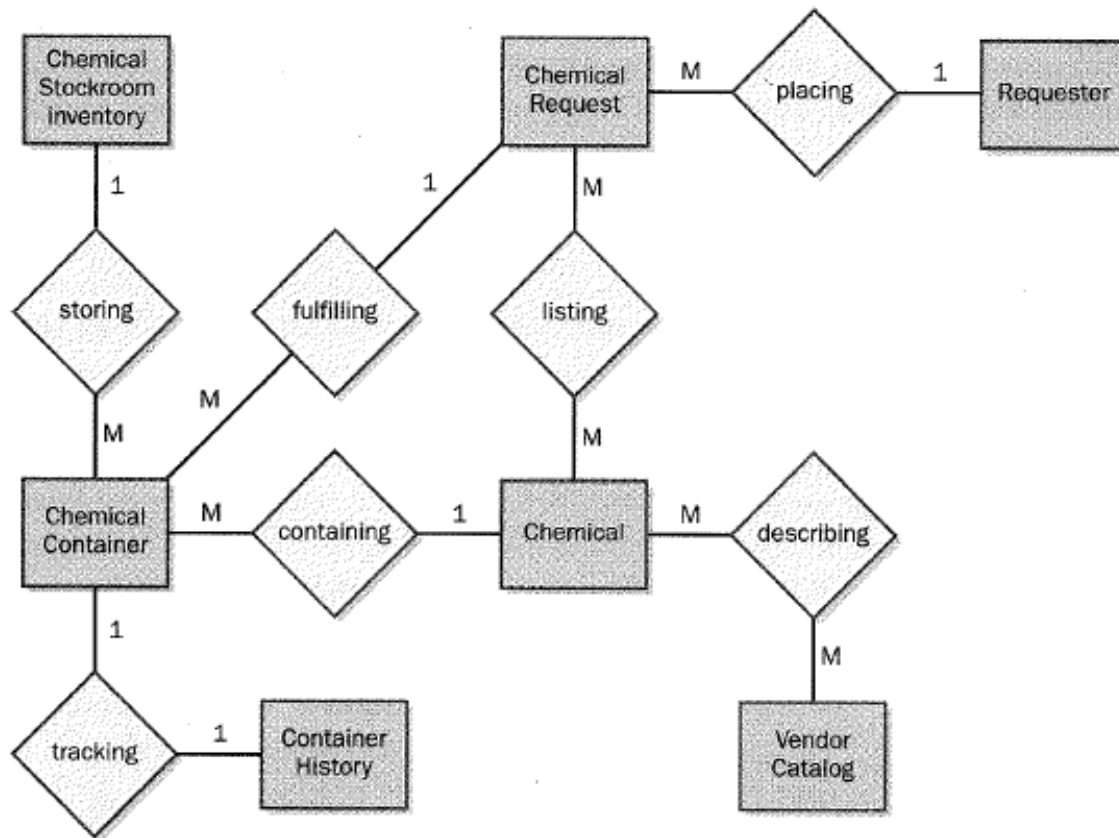 Chemical
Stockroom
inventory
Chemical
Request
M
placing
1
Requester
1
1
M
storing
fulfilling
listing
M
M
M
Chemical
Container
M
containing
1
Chemical
M
describing
1
M
tracking
1
Container
History
Vendor
Catalog